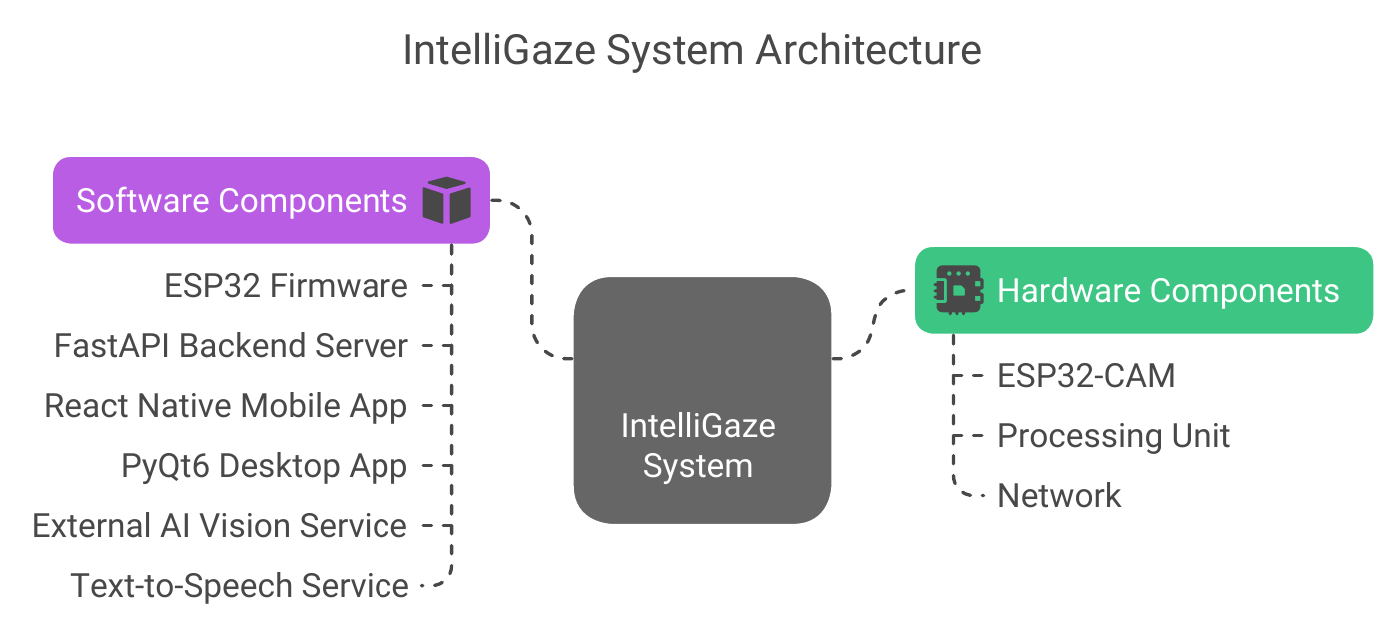 IntelliGaze System Architecture
Software Components
ESP32 Firmware
FastAPI Backend Server
React Native Mobile App
PyQt6 Desktop App
External AI Vision Service
Text-to-Speech Service
IntelliGaze
System
Hardware Components
ESP32-CAM
Processing Unit
Network